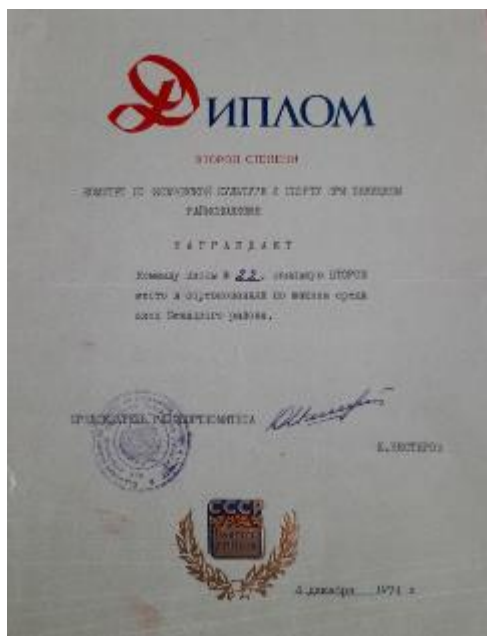 Диплом
ВТОРОЙ СТЕПЕНИ
КОМИТЕТ ПО ФИЗИЧЕСКОЙ КУЛЬТУРЕ И СПОРТУ ПРИ
РАЙИСПОЛКОМЕ
НАГРАЖДАЕТ
Команду школы № 22, занявшую ВТОРОЕ
место в соревнованиях по среди
школ района.
ПРЕДСЕДАТЕЛЬ РАЙСПОРТКОМИТЕТА
НЕСТЕРОВ
СССР
4 декабря 1971 г.